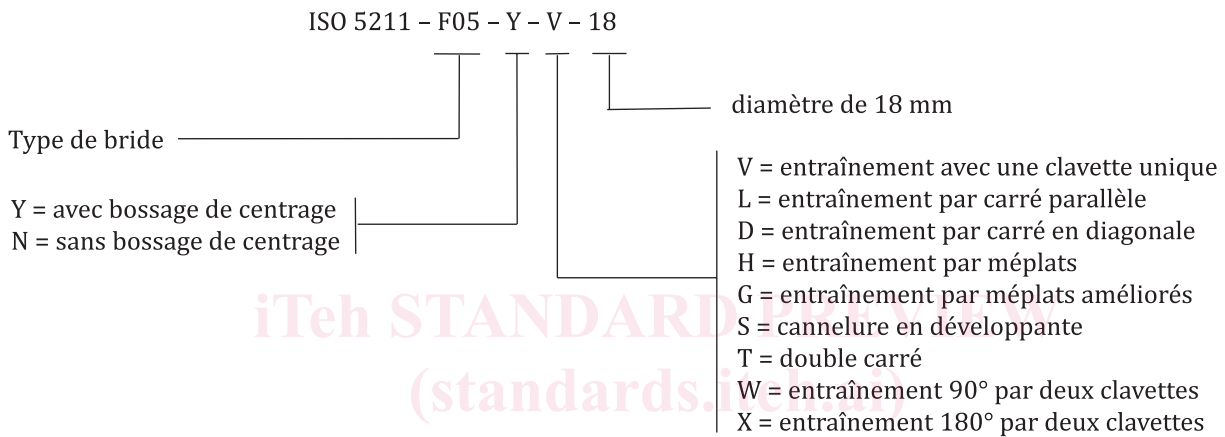 ISO 5211 – F05 – Y – V – 18
diamètre de 18 mm
Type de bride
Y = avec bossage de centrage
N = sans bossage de centrage
V = entraînement avec une clavette unique
L = entraînement par carré parallèle
D = entraînement par carré en diagonale
H = entraînement par méplats
G = entraînement par méplats améliorés
S = cannelure en développante
T = double carré
W = entraînement 90° par deux clavettes
X = entraînement 180° par deux clavettes
iTeh STANDARD PREVIEW
(standards.iteh.ai)